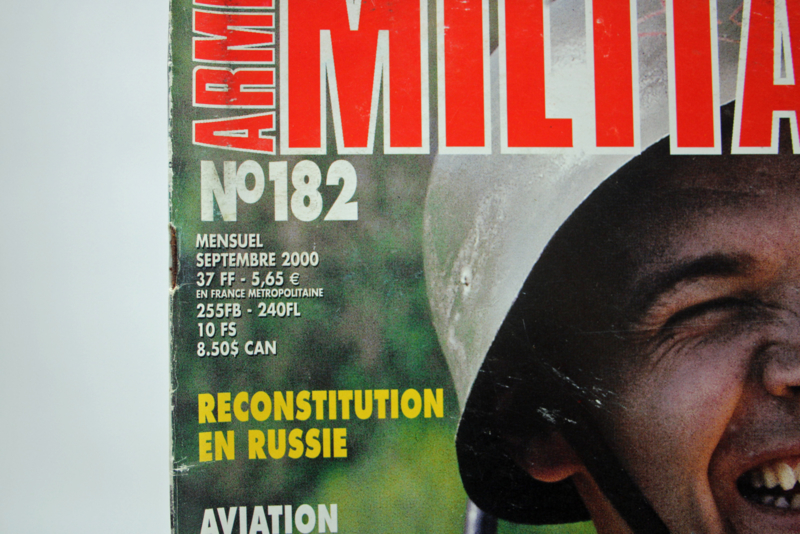 ARM
MILITA
Nº182
MENSUEL
SEPTEMBRE 2000
37 FF - 5,65 €
EN FRANCE METROPOLITAINE
255FB - 240FL
10 FS
8.50$ CAN
RECONSTITUTION
EN RUSSIE
AVIATION